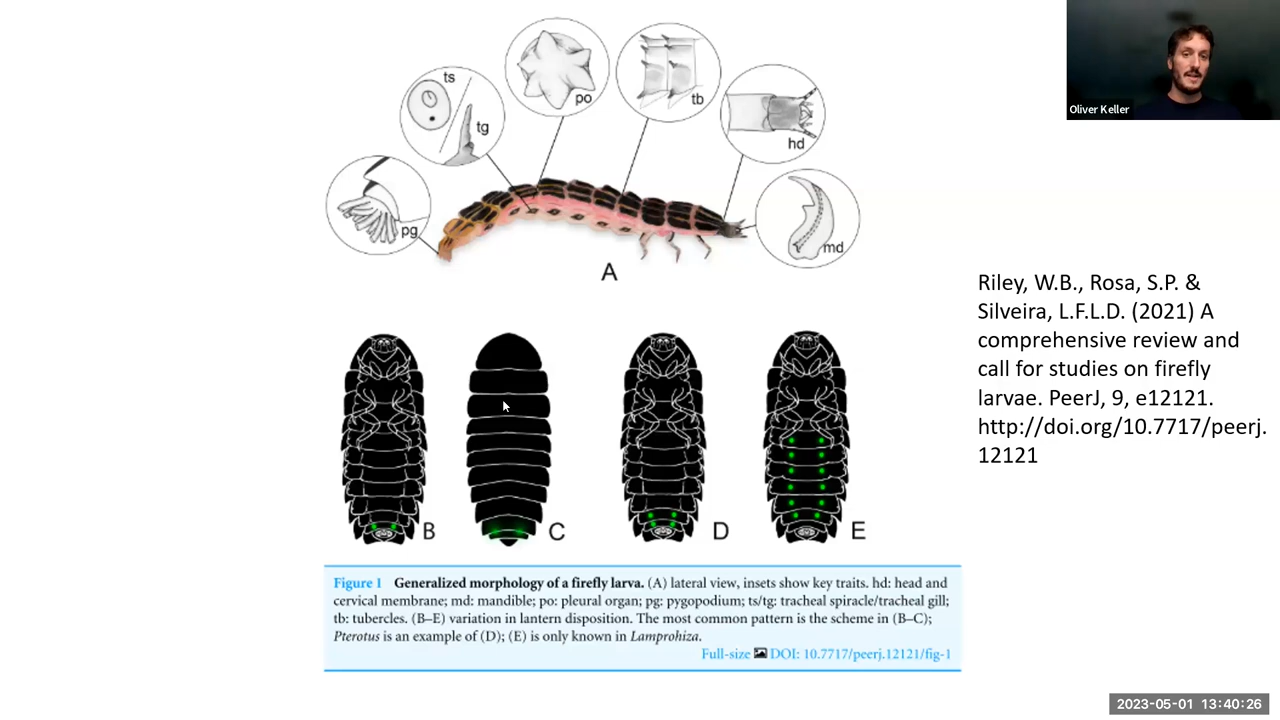 Oliver Keller
ts
tg
po
tb
hd
pg
md
A
B
C
D
E
Riley, W.B., Rosa, S.P. &
Silveira, L.F.L.D. (2021) A
comprehensive review and
call for studies on firefly
larvae. PeerJ, 9, e12121.
http://doi.org/10.7717/peerj.
12121
Figure 1 Generalized morphology of a firefly larva. (A) lateral view, insets show key traits. hd: head and
cervical membrane; md: mandible; po: pleural organ; pg: pygopodium; ts/tg: tracheal spiracle/tracheal gill;
tb: tubercles. (B–E) variation in lantern disposition. The most common pattern is the scheme in (B–C);
Pterotus is an example of (D); (E) is only known in Lamprohiza.
Full-size DOI: 10.7717/peerj.12121/fig-1
2023-05-01 13:40:26